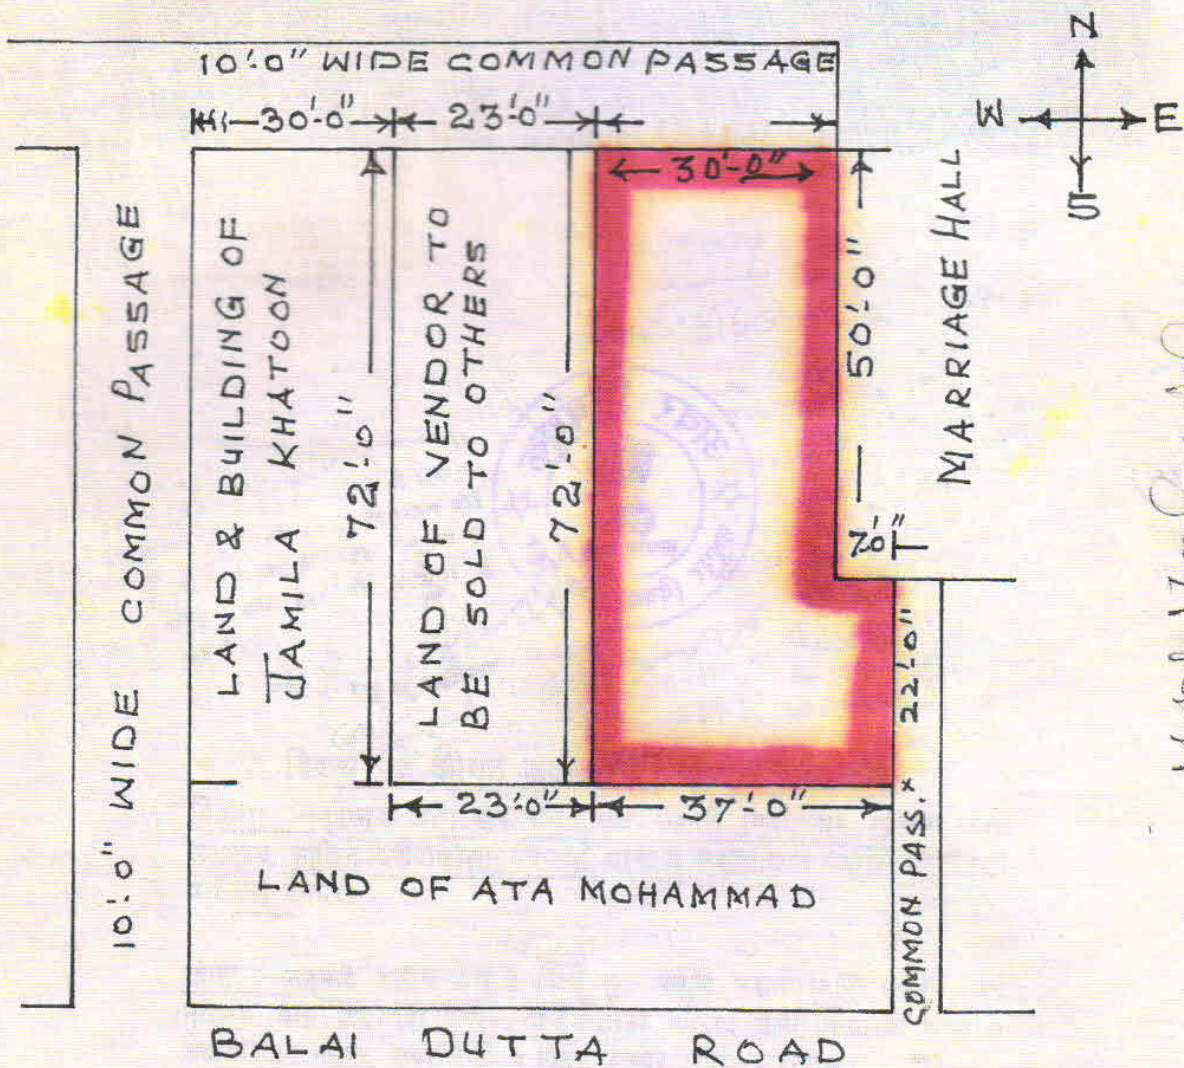 10'.0" WIDE COMMON PASSAGE
N
W
E
S
30'-0"
23'-0"
30'-0"
10'.0" WIDE COMMON PASSAGE
LAND & BUILDING OF
JAMILA KHATOON
72'.0"
LAND OF VENDOR TO
BE SOLD TO OTHERS
72'.0"
50'.0"
MARRIAGE HALL
7'.0"
22'.0"
23'.0"
37'-0"
COMMON PASS.*
LAND OF ATA MOHAMMAD
BALAI DUTTA ROAD